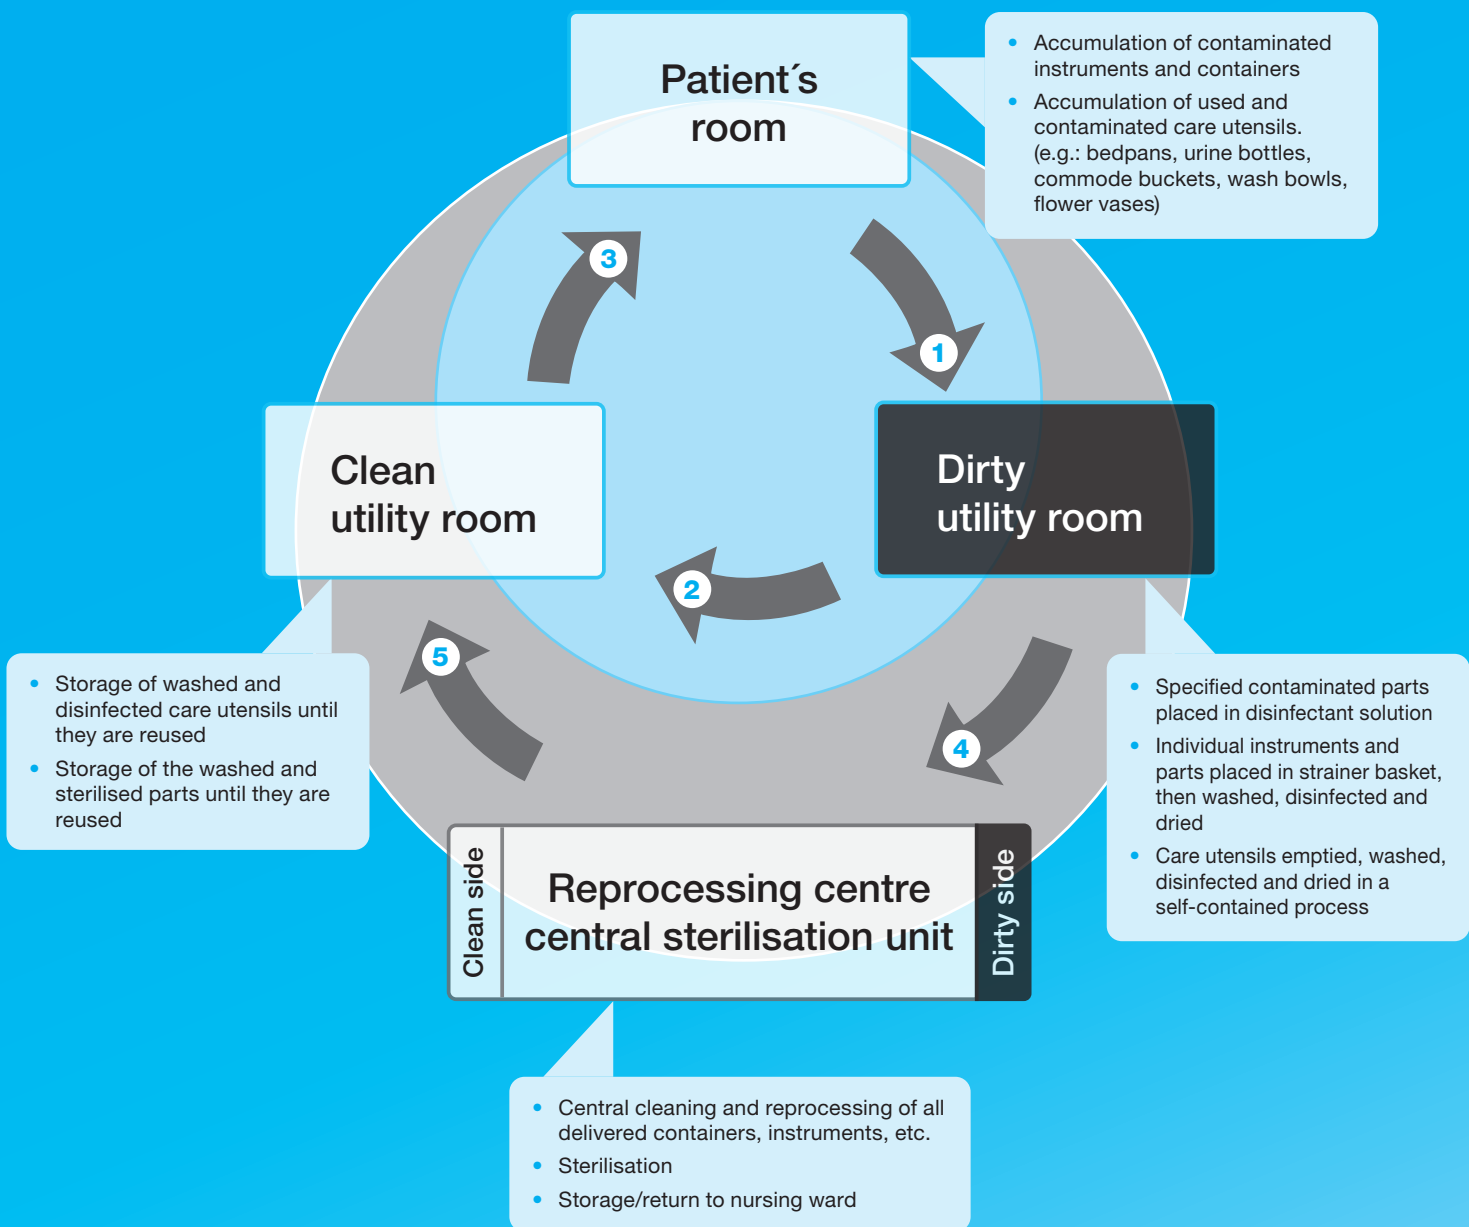 Patient´s
room
• Accumulation of contaminated
instruments and containers
• Accumulation of used and
contaminated care utensils.
(e.g.: bedpans, urine bottles,
commode buckets, wash bowls,
flower vases)
3
1
Clean
utility room
Dirty
utility room
2
5
4
• Storage of washed and
disinfected care utensils until
they are reused
• Storage of the washed and
sterilised parts until they are
reused
• Specified contaminated parts
placed in disinfectant solution
• Individual instruments and
parts placed in strainer basket,
then washed, disinfected and
dried
• Care utensils emptied, washed,
disinfected and dried in a
self-contained process
Clean side
Reprocessing centre
central sterilisation unit
Dirty side
• Central cleaning and reprocessing of all
delivered containers, instruments, etc.
• Sterilisation
• Storage/return to nursing ward